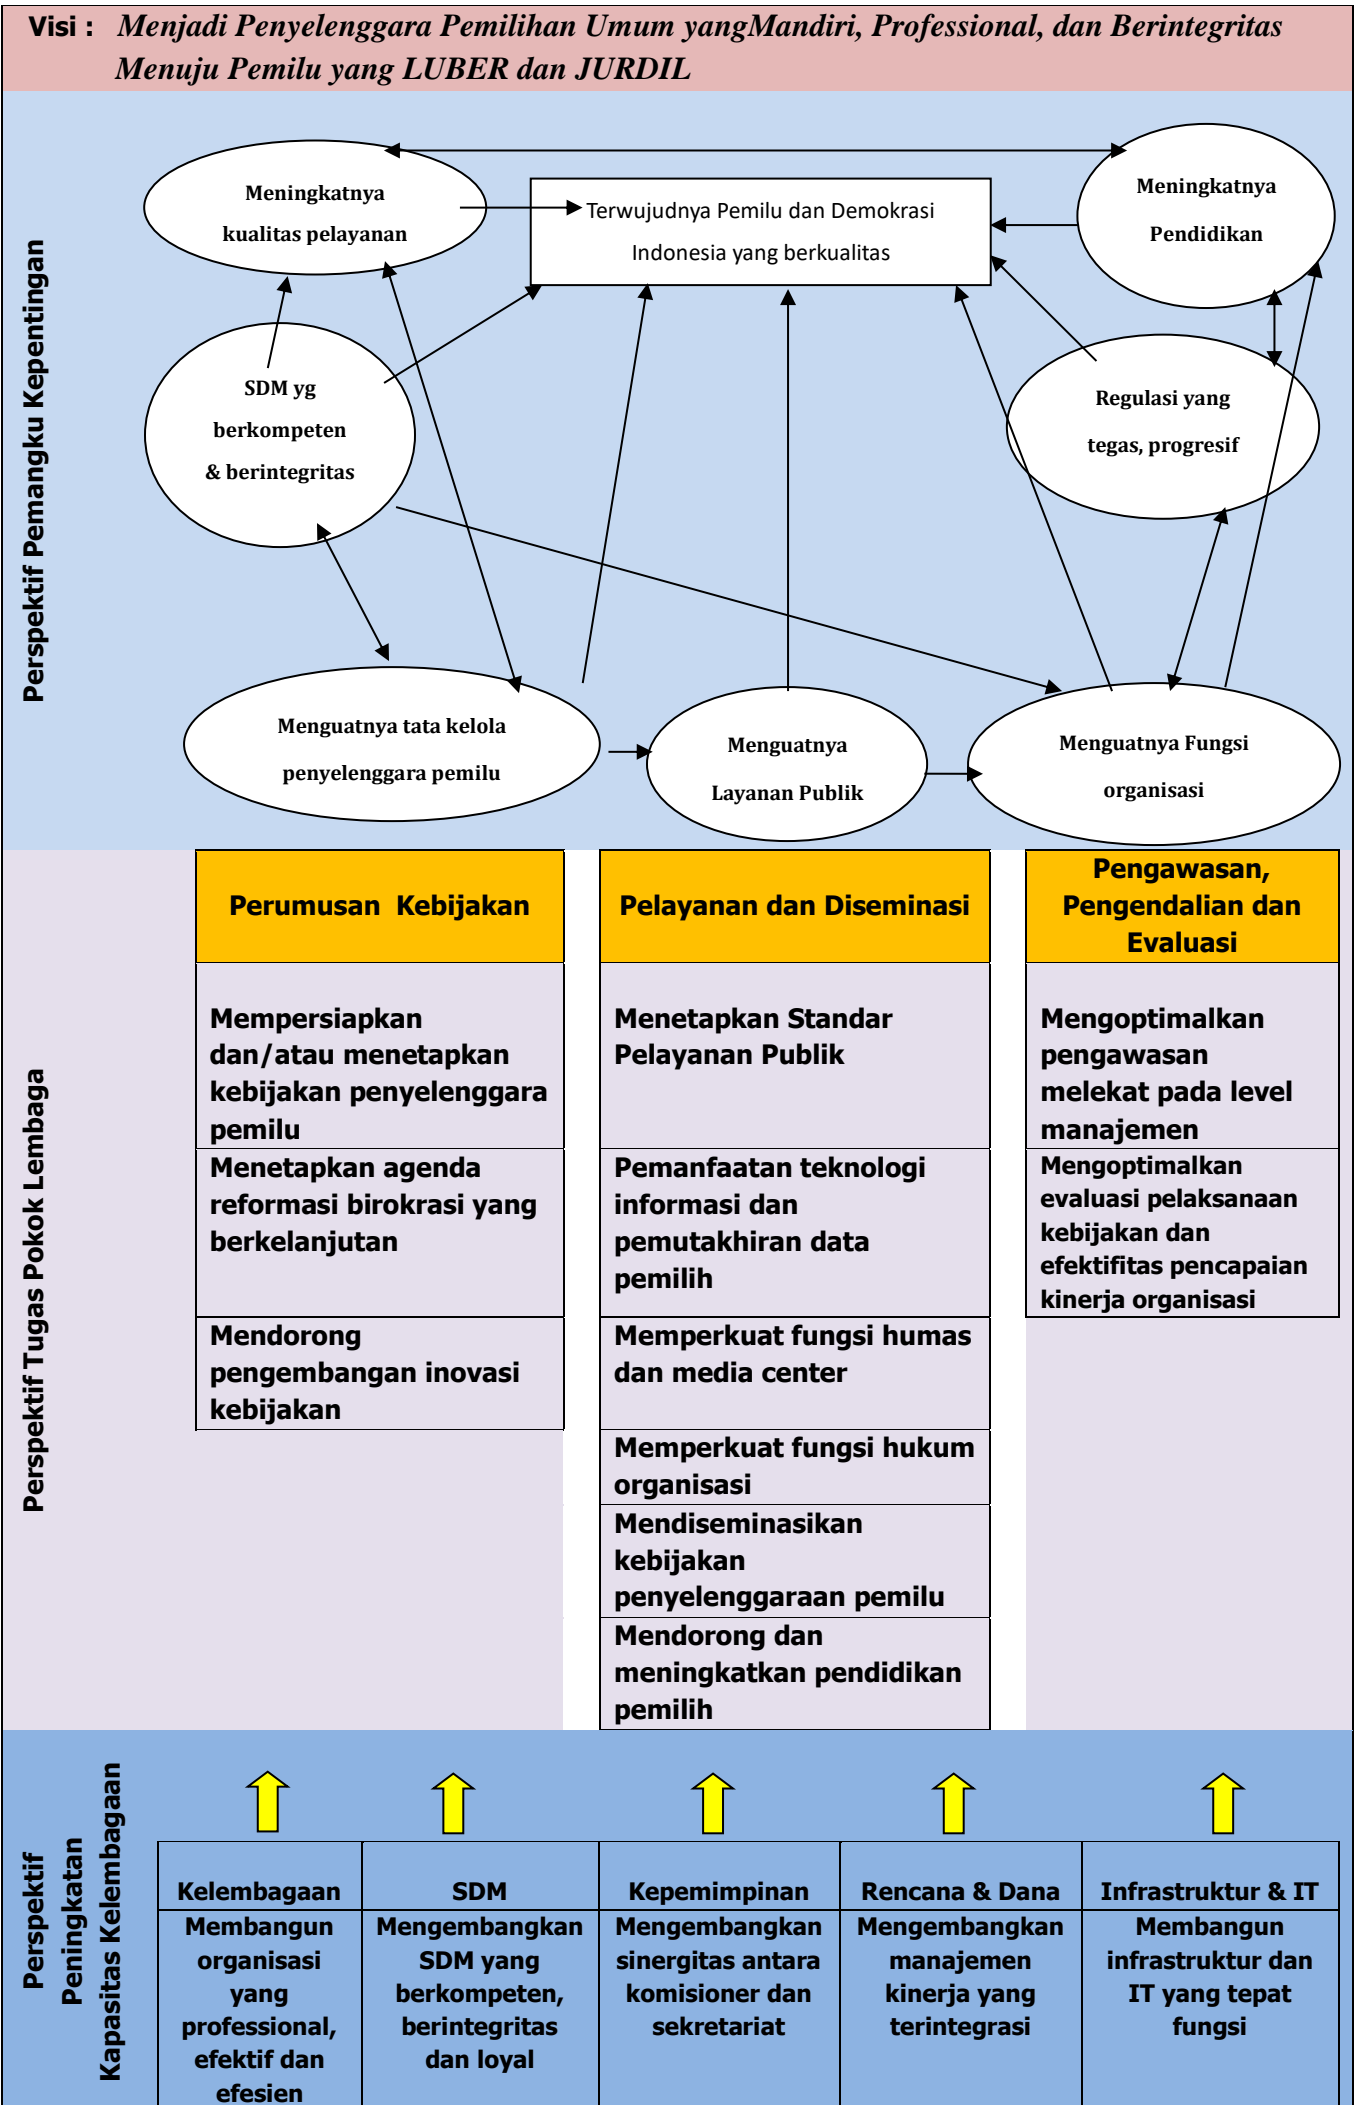 Visi : Menjadi Penyelenggara Pemilihan Umum yangMandiri, Professional, dan Berintegritas
Menuju Pemilu yang LUBER dan JURDIL
Perspektif Pemangku Kepentingan
Meningkatnya
kualitas pelayanan
Terwujudnya Pemilu dan Demokrasi
Indonesia yang berkualitas
Meningkatnya
Pendidikan
SDM yg
berkompeten
& berintegritas
Regulasi yang
tegas, progresif
Menguatnya tata kelola
penyelenggara pemilu
Menguatnya
Layanan Publik
Menguatnya Fungsi
organisasi
Perspektif Tugas Pokok Lembaga
Perumusan  Kebijakan
Mempersiapkan
dan/atau menetapkan
kebijakan penyelenggara
pemilu
Menetapkan agenda
reformasi birokrasi yang
berkelanjutan
Mendorong
pengembangan inovasi
kebijakan
Pelayanan dan Diseminasi
Menetapkan Standar
Pelayanan Publik
Pemanfaatan teknologi
informasi dan
pemutakhiran data
pemilih
Memperkuat fungsi humas
dan media center
Memperkuat fungsi hukum
organisasi
Mendiseminasikan
kebijakan
penyelenggaraan pemilu
Mendorong dan
meningkatkan pendidikan
pemilih
Pengawasan,
Pengendalian dan
Evaluasi
Mengoptimalkan
pengawasan
melekat pada level
manajemen
Mengoptimalkan
evaluasi pelaksanaan
kebijakan dan
efektifitas pencapaian
kinerja organisasi
Perspektif
Peningkatan
Kapasitas Kelembagaan
Kelembagaan
Membangun
organisasi
yang
professional,
efektif dan
efesien
SDM
Mengembangkan
SDM yang
berkompeten,
berintegritas
dan loyal
Kepemimpinan
Mengembangkan
sinergitas antara
komisioner dan
sekretariat
Rencana & Dana
Mengembangkan
manajemen
kinerja yang
terintegrasi
Infrastruktur & IT
Membangun
infrastruktur dan
IT yang tepat
fungsi